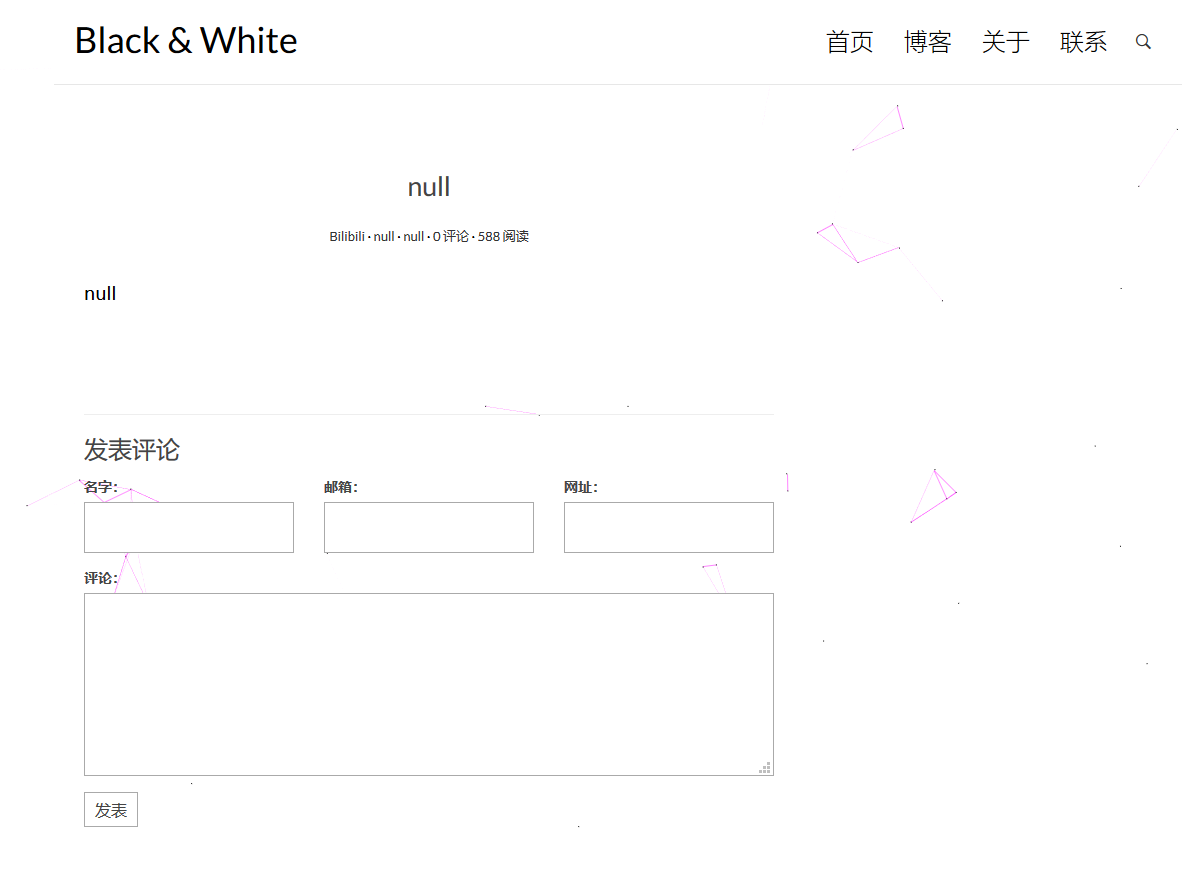 Black & White
首页 博客 关于 联系
null
Bilibili · null · null · 0 评论 · 588 阅读
null
发表评论
名字： 邮箱： 网址：
评论：
发表